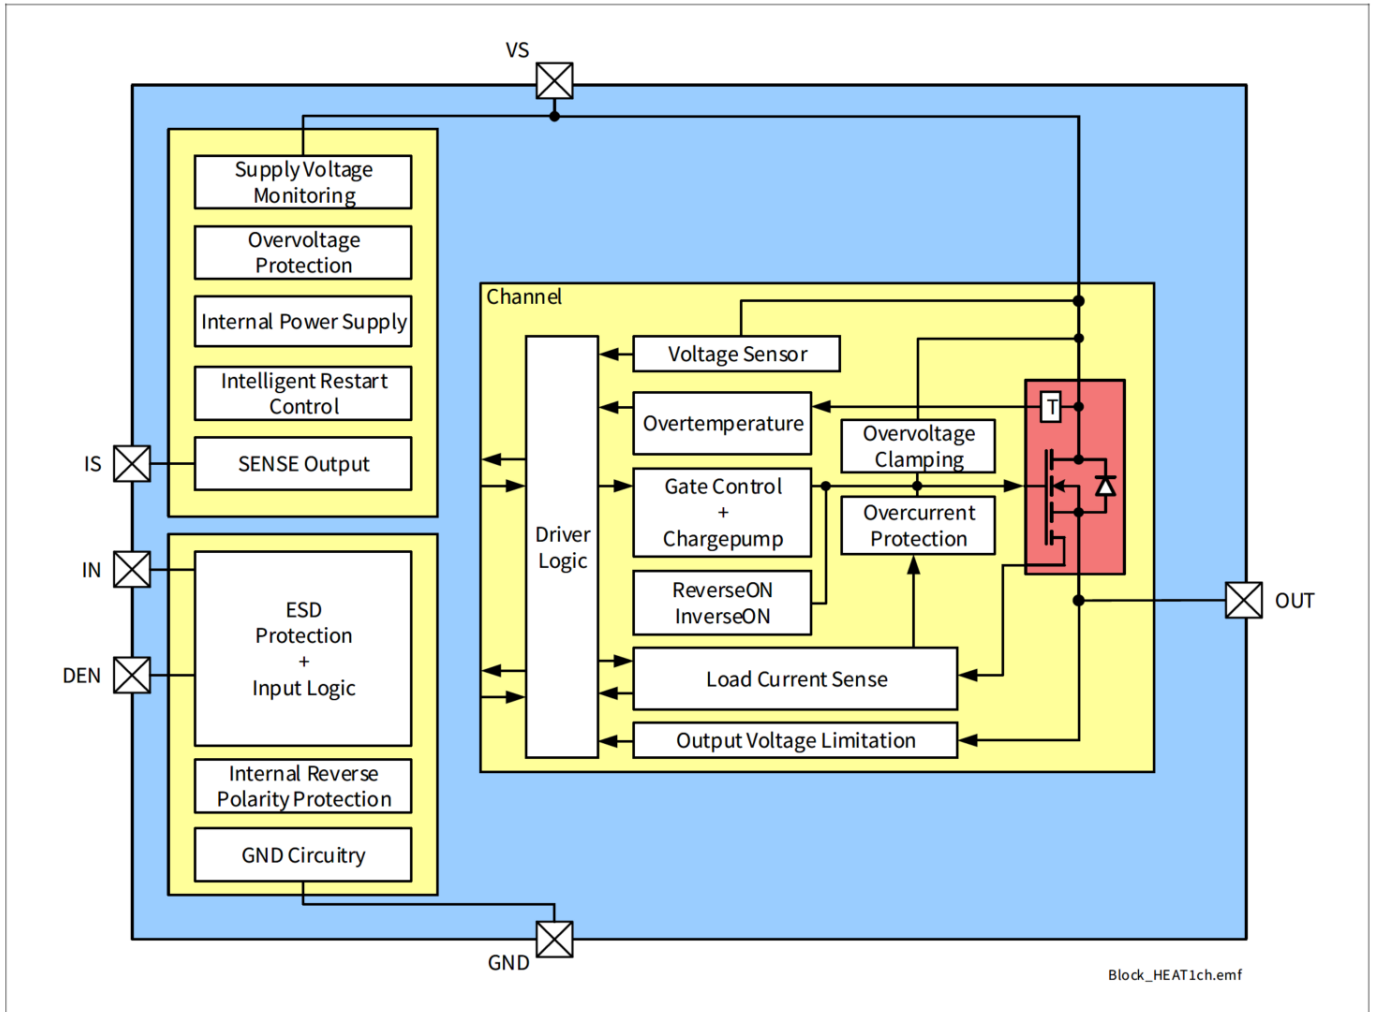 VS
Supply Voltage
Monitoring
Overvoltage
Protection
Internal Power Supply
Intelligent Restart
Control
IS
SENSE Output
IN
ESD
Protection
+
Input Logic
DEN
Internal Reverse
Polarity Protection
GND Circuitry
GND
Channel
Driver
Logic
Voltage Sensor
Overtemperature
T
Overvoltage
Clamping
Gate Control
+
Chargepump
Overcurrent
Protection
ReverseON
InverseON
Load Current Sense
Output Voltage Limitation
OUT
Block_HEAT1ch.emf